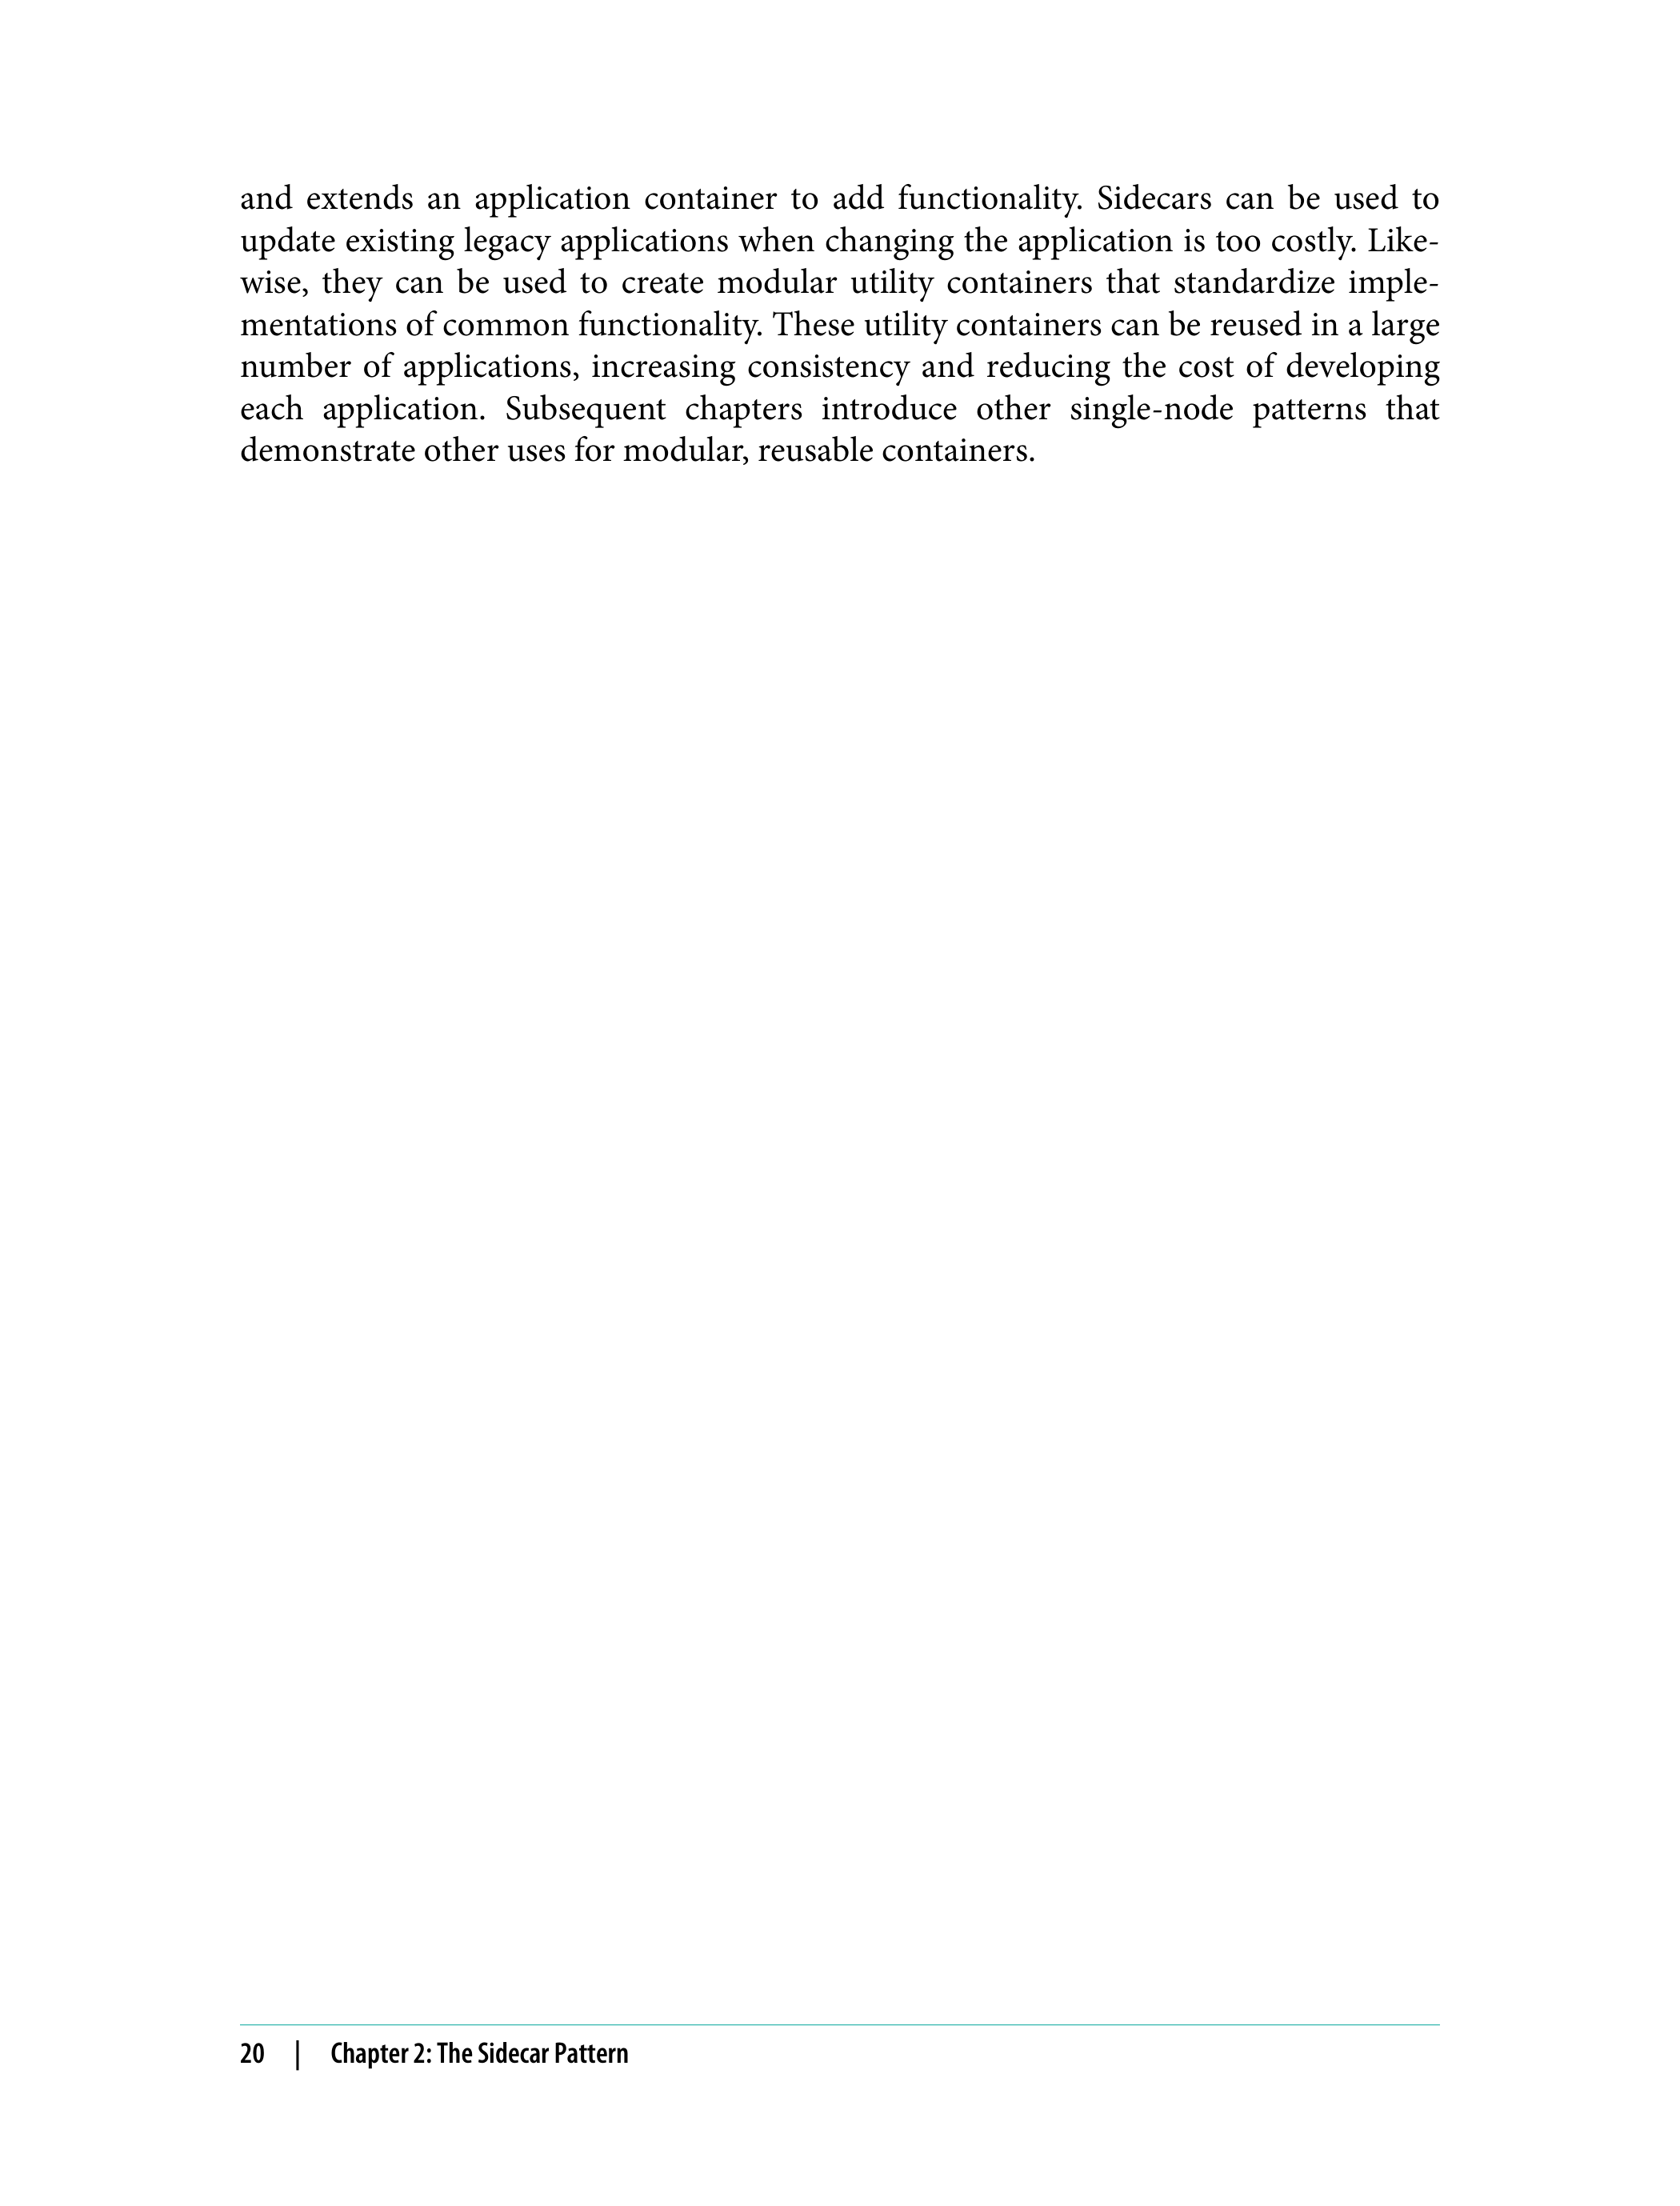 and extends an application container to add functionality. Sidecars can be used to
update existing legacy applications when changing the application is too costly. Like-
wise, they can be used to create modular utility containers that standardize imple-
mentations of common functionality. These utility containers can be reused in a large
number of applications, increasing consistency and reducing the cost of developing
each application. Subsequent chapters introduce other single-node patterns that
demonstrate other uses for modular, reusable containers.
20 | Chapter 2: The Sidecar Pattern